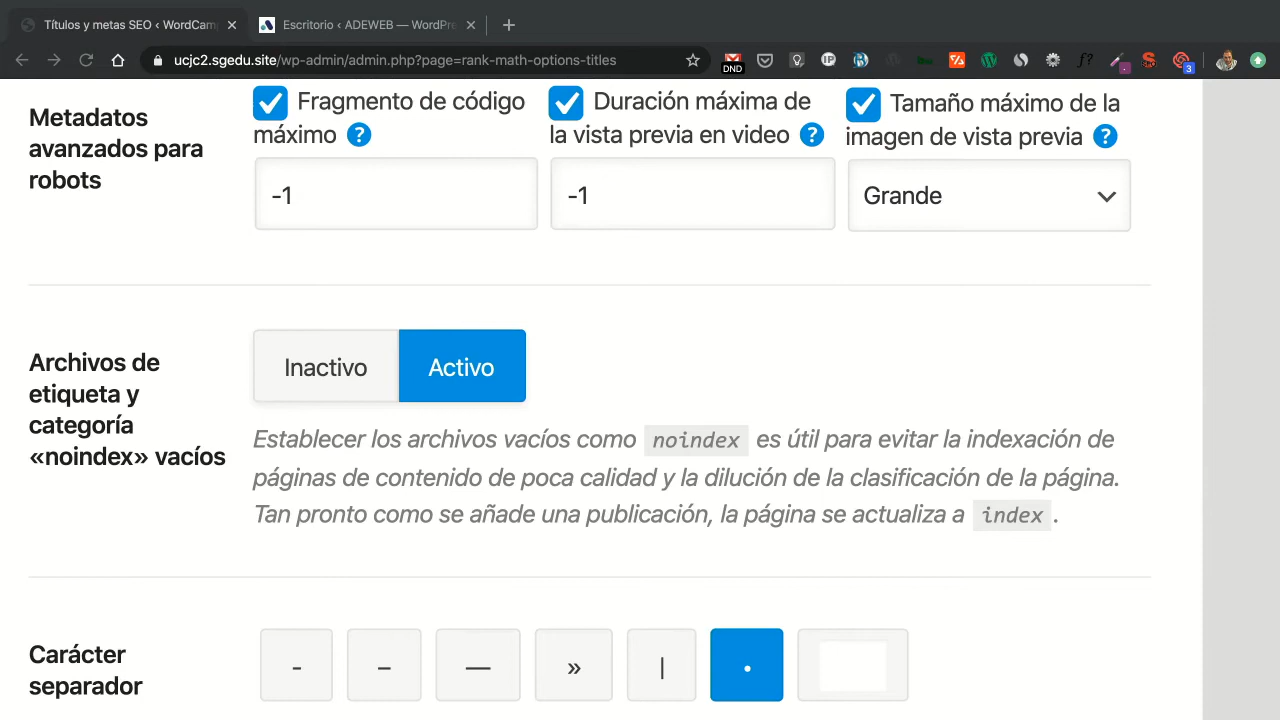 Títulos y metas SEO ‹ WordCam
Escritorio ‹ ADEWEB — WordPre
ucjc2.sgedu.site/wp-admin/admin.php?page=rank-math-options-titles
DND
3
Metadatos
avanzados para
robots
Fragmento de código
máximo ?
Duración máxima de
la vista previa en video ?
Tamaño máximo de la
imagen de vista previa ?
-1
-1
Grande
Archivos de
etiqueta y
categoría
«noindex» vacíos
Inactivo
Activo
Establecer los archivos vacíos como noindex es útil para evitar la indexación de
páginas de contenido de poca calidad y la dilución de la clasificación de la página.
Tan pronto como se añade una publicación, la página se actualiza a index.
Carácter
separador
- – — » | •